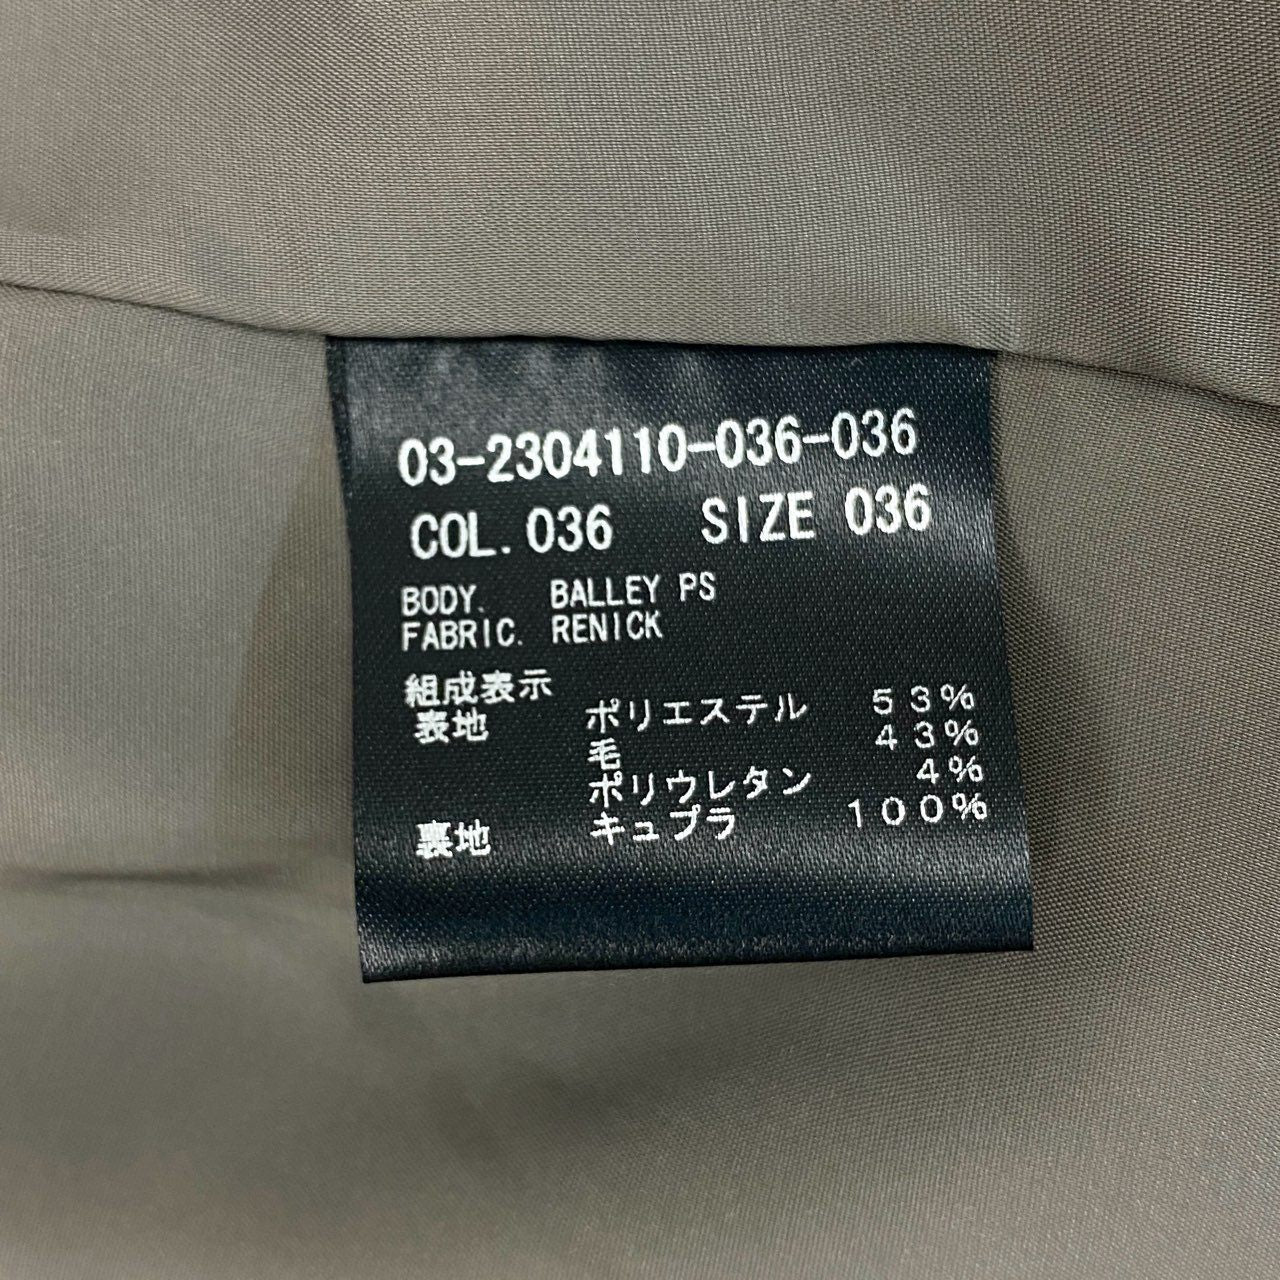 03-2304110-036-036
COL. 036 SIZE 036
BODY. BALLEY PS
FABRIC. RENICK
組成表示
表地 ポリエステル 53%
毛 43%
ポリウレタン 4%
裏地 キュプラ 100%